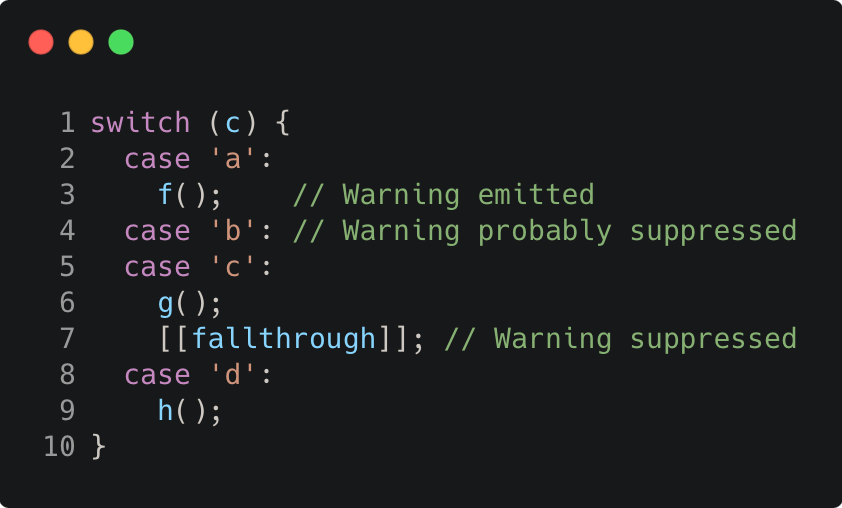 1 switch (c) {
2   case 'a':
3     f();    // Warning emitted
4   case 'b': // Warning probably suppressed
5   case 'c':
6     g();
7     [[fallthrough]]; // Warning suppressed
8   case 'd':
9     h();
10 }